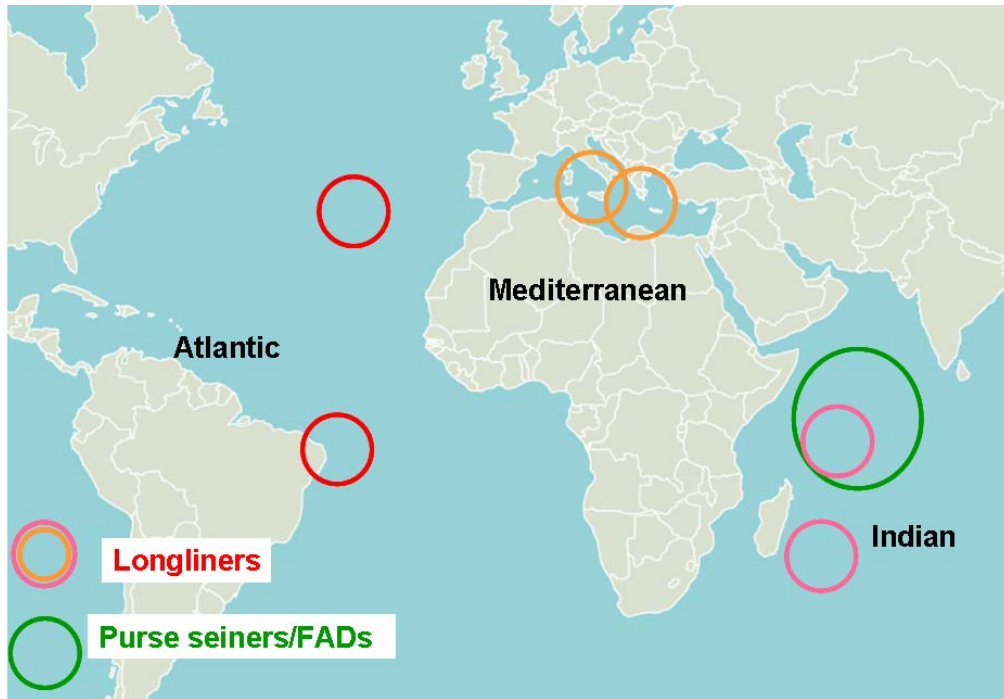 Mediterranean
Atlantic
Indian
Longliners
Purse seiners/FADs